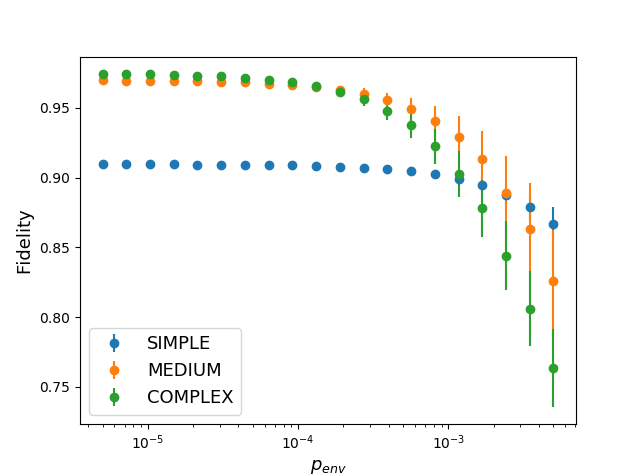 0.95
0.90
0.85
0.80
0.75
Fidelity
SIMPLE
MEDIUM
COMPLEX
10⁻⁵
10⁻⁴
10⁻³
p_env